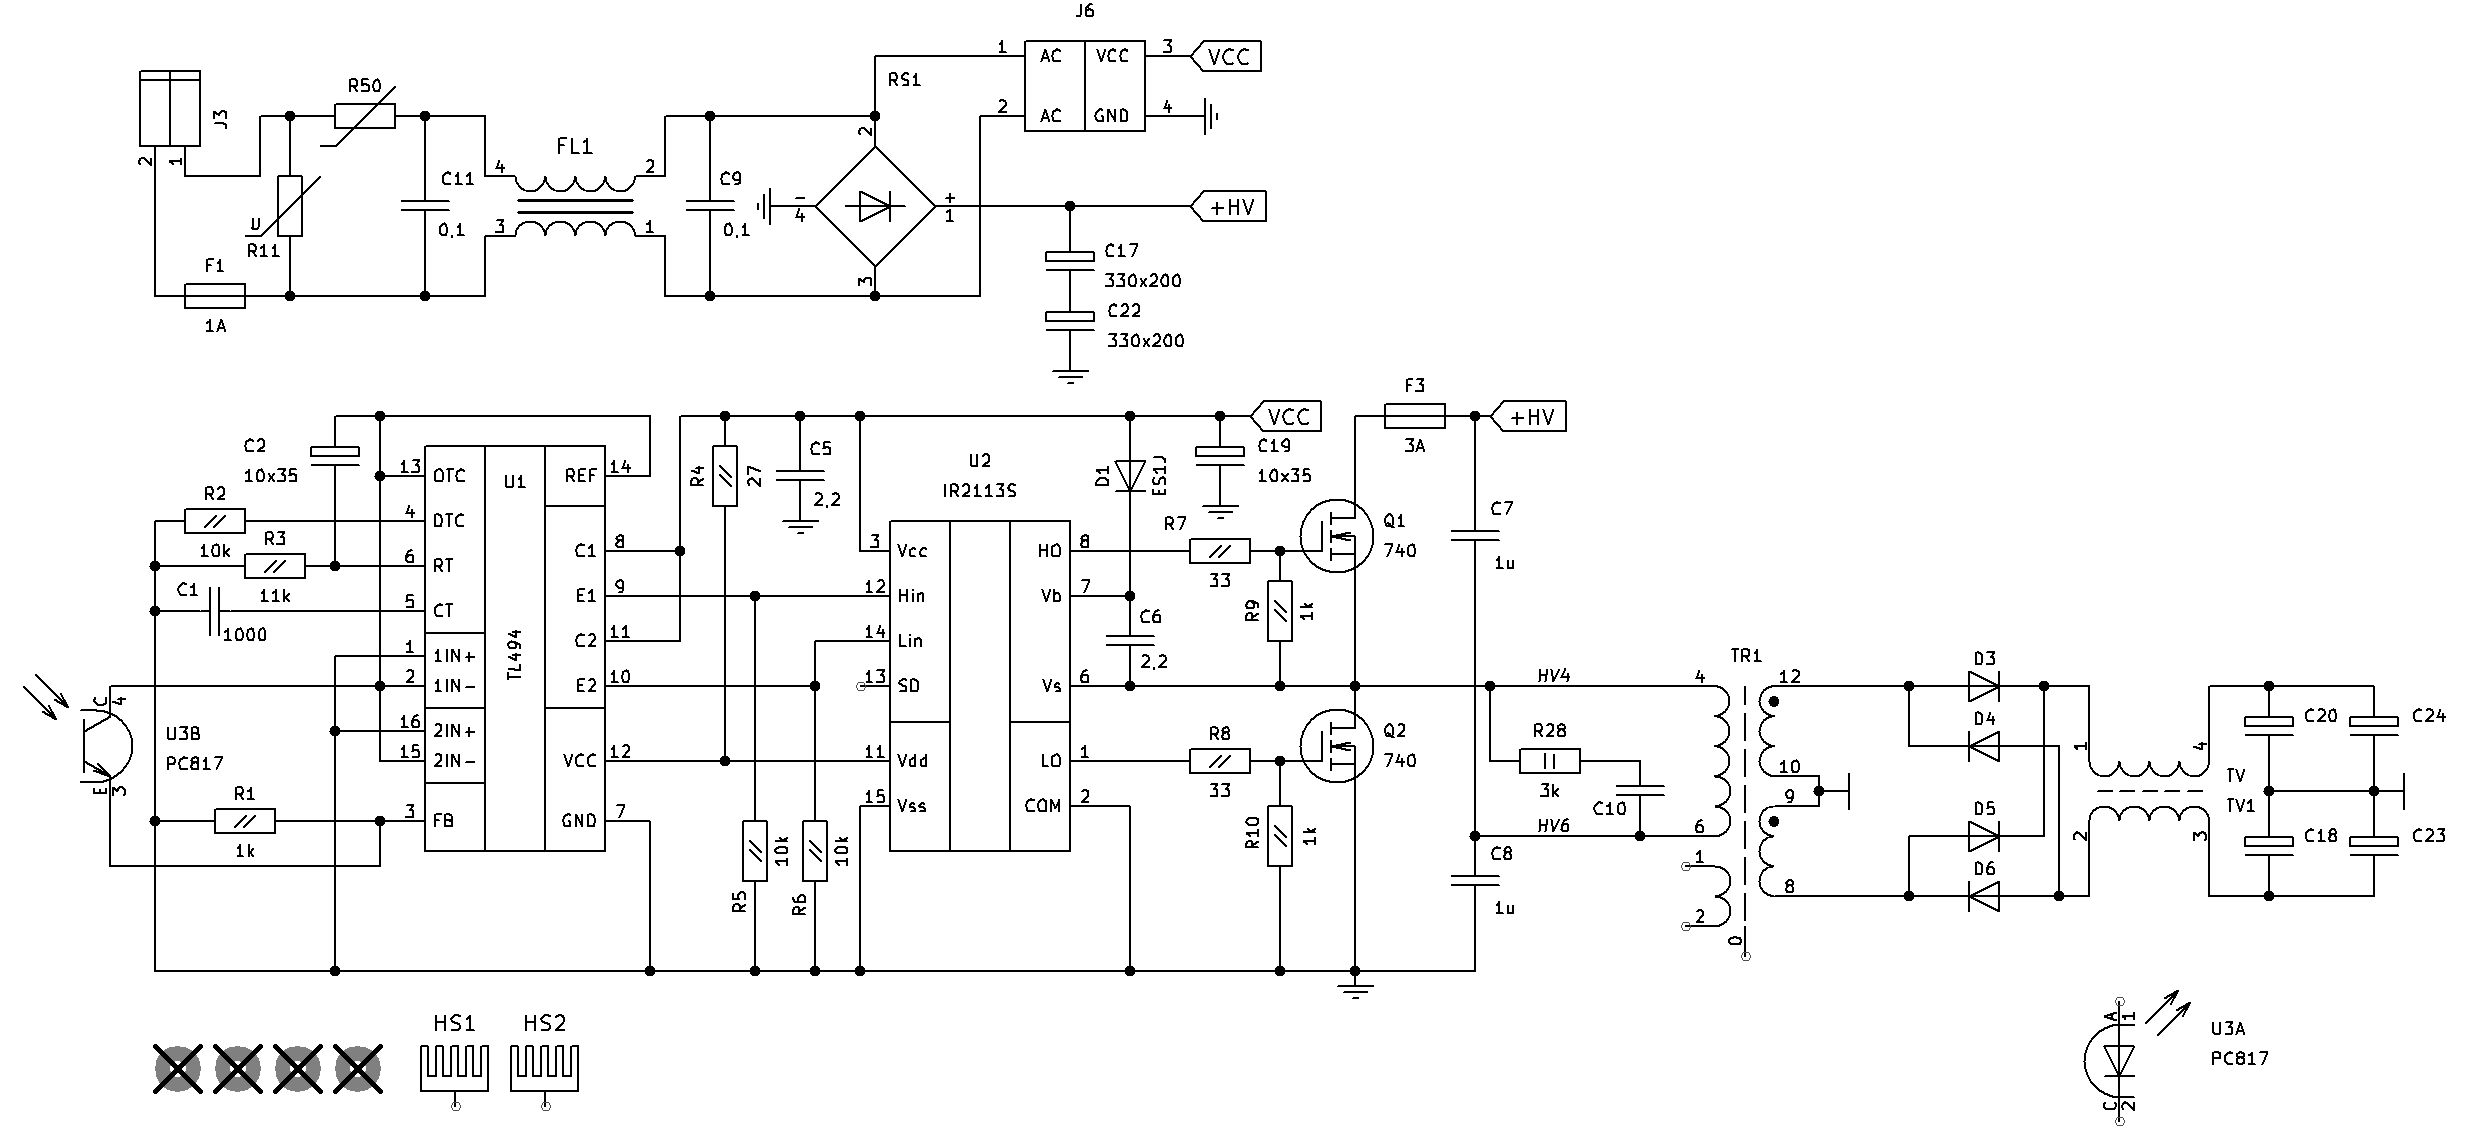 J6
1 AC VCC 3 VCC
2 AC GND 4
RS1
J3
2 1
R50
U
R11
F1
1A
C11
0,1
FL1
4 2
3 1
C9
0,1
2
- 4
+ 1
3
+HV
C17
330x200
C22
330x200
C2
10x35
R2
10k
R3
11k
C1
1000
U1
TL494
13 OTC
4 DTC
6 RT
5 CT
1 1IN+
2 1IN-
16 2IN+
15 2IN-
3 FB
REF 14
C1 8
E1 9
C2 11
E2 10
VCC 12
GND 7
C 4
E 3
U3B
PC817
R1
1k
R4
27
C5
2,2
R5
10k
R6
10k
U2
IR2113S
3 Vcc
12 Hin
14 Lin
13 SD
11 Vdd
15 Vss
HO 8
Vb 7
Vs 6
LO 1
COM 2
D1
ES1J
VCC
C19
10x35
C6
2,2
R7
33
R9
1k
R8
33
R10
1k
Q1
740
Q2
740
F3
3A
+HV
C7
1u
C8
1u
HV4
HV6
R28
3k
C10
TR1
4
6
1
2
0
12
10
9
8
D3
D4
D5
D6
1 4
2 3
TV
TV1
C20
C24
C18
C23
HS1 HS2
A 1
C 2
U3A
PC817